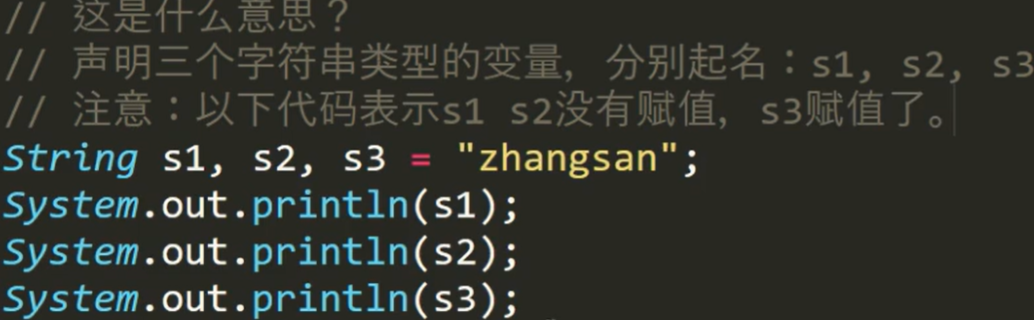 // 这是什么意思？
// 声明三个字符串类型的变量，分别起名：s1, s2, s3
// 注意：以下代码表示s1 s2没有赋值，s3赋值了。
String s1, s2, s3 = "zhangsan";
System.out.println(s1);
System.out.println(s2);
System.out.println(s3);